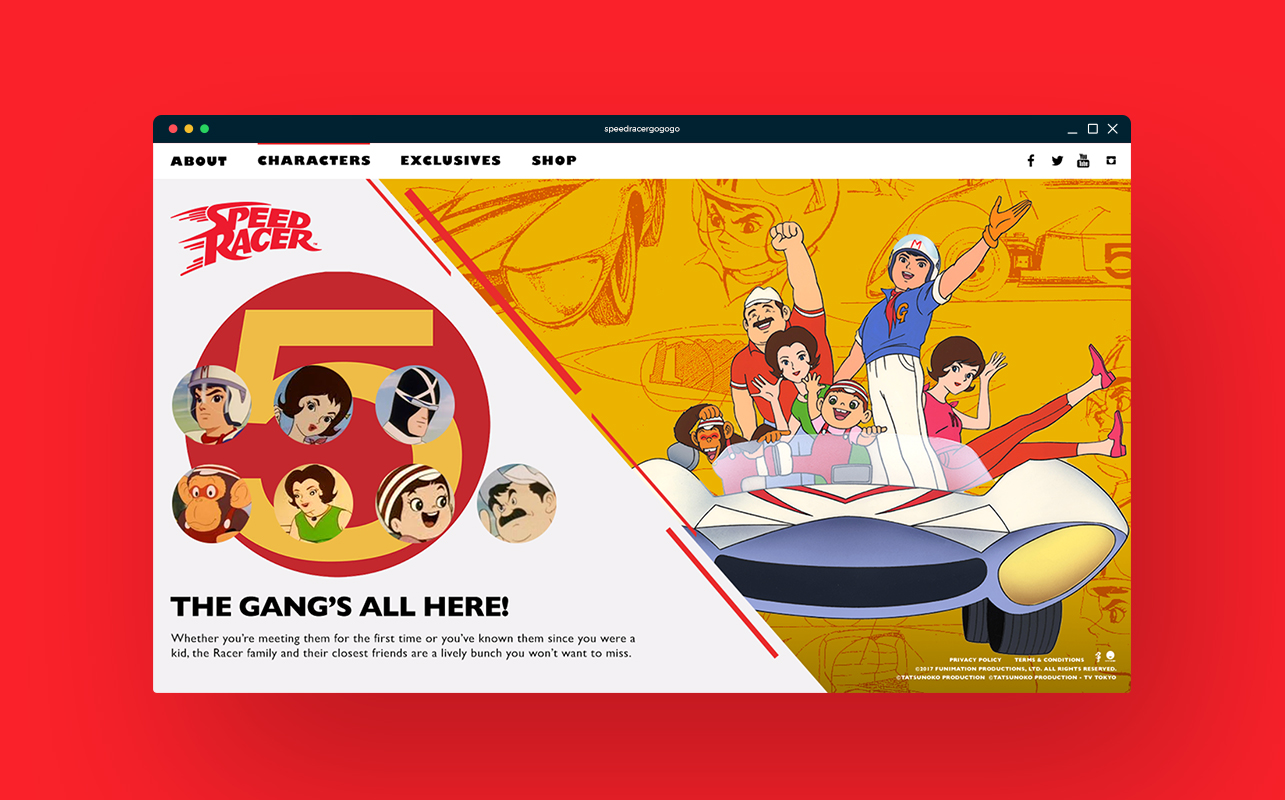 speedracergogogo
ABOUT CHARACTERS EXCLUSIVES SHOP
SPEED
RACER
5
M
M
G
M
M
5
THE GANG'S ALL HERE!
Whether you're meeting them for the first time or you've known them since you were a
kid, the Racer family and their closest friends are a lively bunch you won't want to miss.
PRIVACY POLICY TERMS & CONDITIONS
©2017 FUNIMATION PRODUCTIONS, LTD. ALL RIGHTS RESERVED.
©TATSUNOKO PRODUCTION ©TATSUNOKO PRODUCTION • TV TOKYO